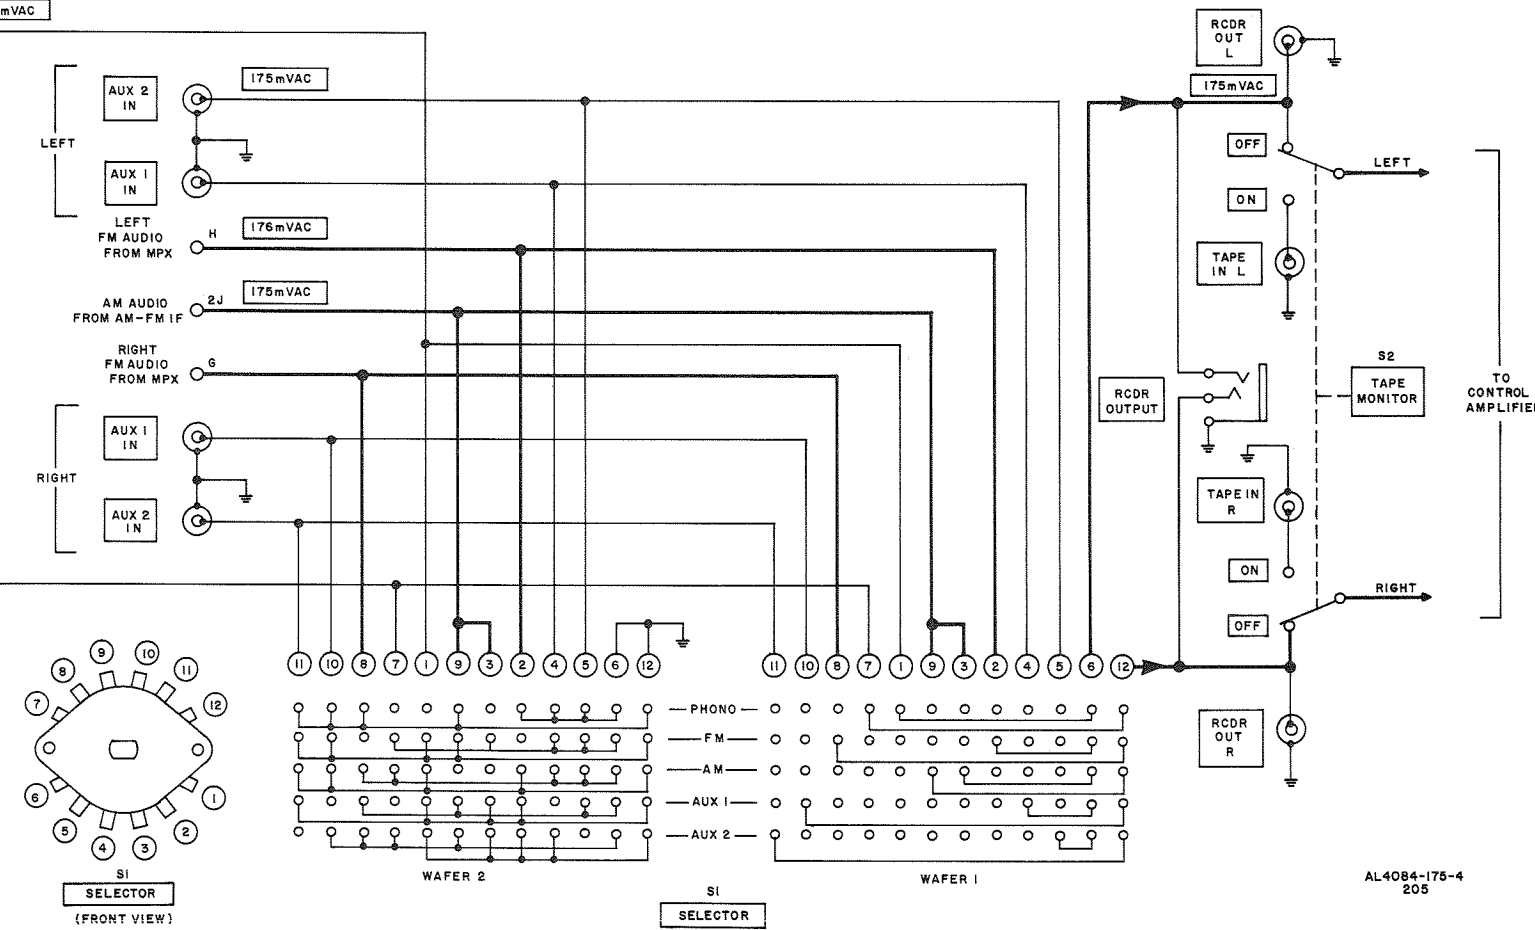 mVAC
RCDR
OUT
L
175mVAC
AUX 2
IN
175mVAC
LEFT
AUX 1
IN
OFF
LEFT
ON
LEFT
FM AUDIO
FROM MPX
H
176mVAC
TAPE
IN L
AM AUDIO
FROM AM-FM IF
2J
175mVAC
RIGHT
FM AUDIO
FROM MPX
G
S2
TAPE
MONITOR
RCDR
OUTPUT
TO
CONTROL
AMPLIFIE
AUX 1
IN
RIGHT
AUX 2
IN
TAPE IN
R
ON
RIGHT
OFF
11 10 8 7 1 9 3 2 4 5 6 12
11 10 8 7 1 9 3 2 4 5 6 12
PHONO
FM
AM
AUX 1
AUX 2
WAFER 2
WAFER 1
RCDR
OUT
R
9
10
8
11
7
12
6
1
5
2
4
3
S1
SELECTOR
(FRONT VIEW)
S1
SELECTOR
AL4084-175-4
205